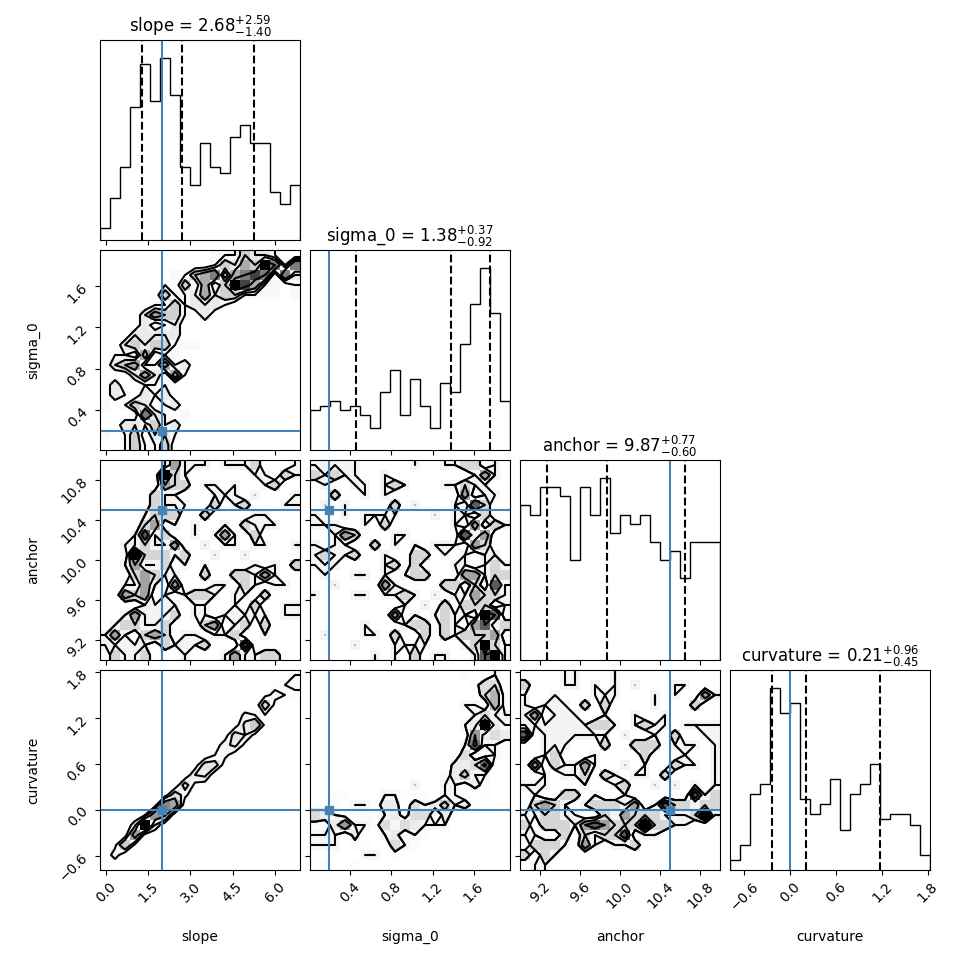 slope = 2.68+2.59−1.40
sigma_0 = 1.38+0.37−0.92
sigma_0
1.6
1.2
0.8
0.4
anchor = 9.87+0.77−0.60
anchor
10.8
10.4
10.0
9.6
9.2
curvature = 0.21+0.96−0.45
curvature
1.8
1.2
0.6
0.0
−0.6
0.0 1.5 3.0 4.5 6.0
0.4 0.8 1.2 1.6
9.2 9.6 10.0 10.4 10.8
−0.6 0.0 0.6 1.2 1.8
slope sigma_0 anchor curvature